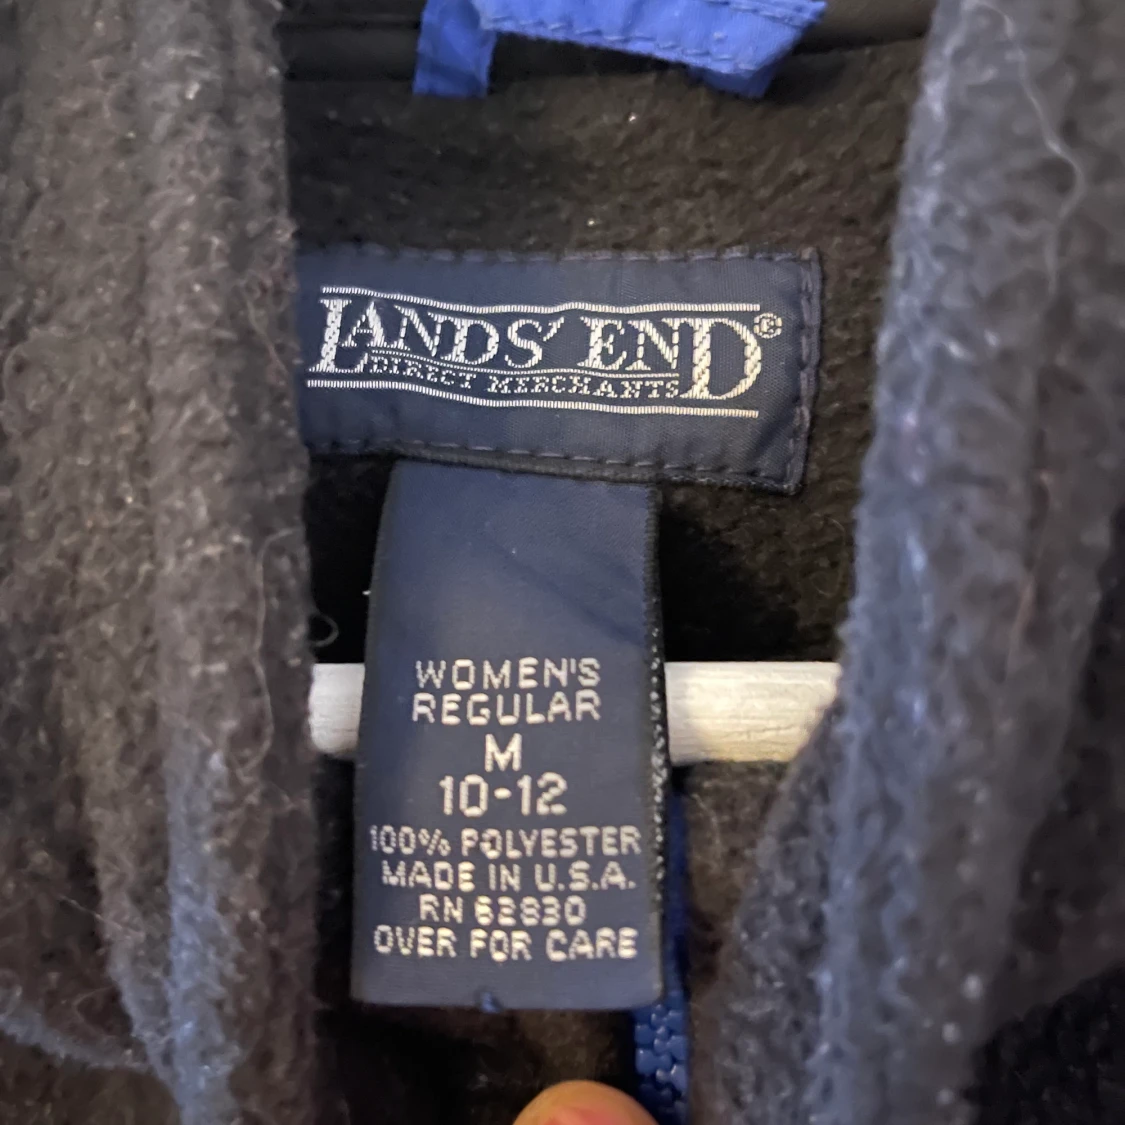 LANDS' END®
DIRECT MERCHANTS
WOMEN'S
REGULAR
M
10-12
100% POLYESTER
MADE IN U.S.A.
RN 62830
OVER FOR CARE